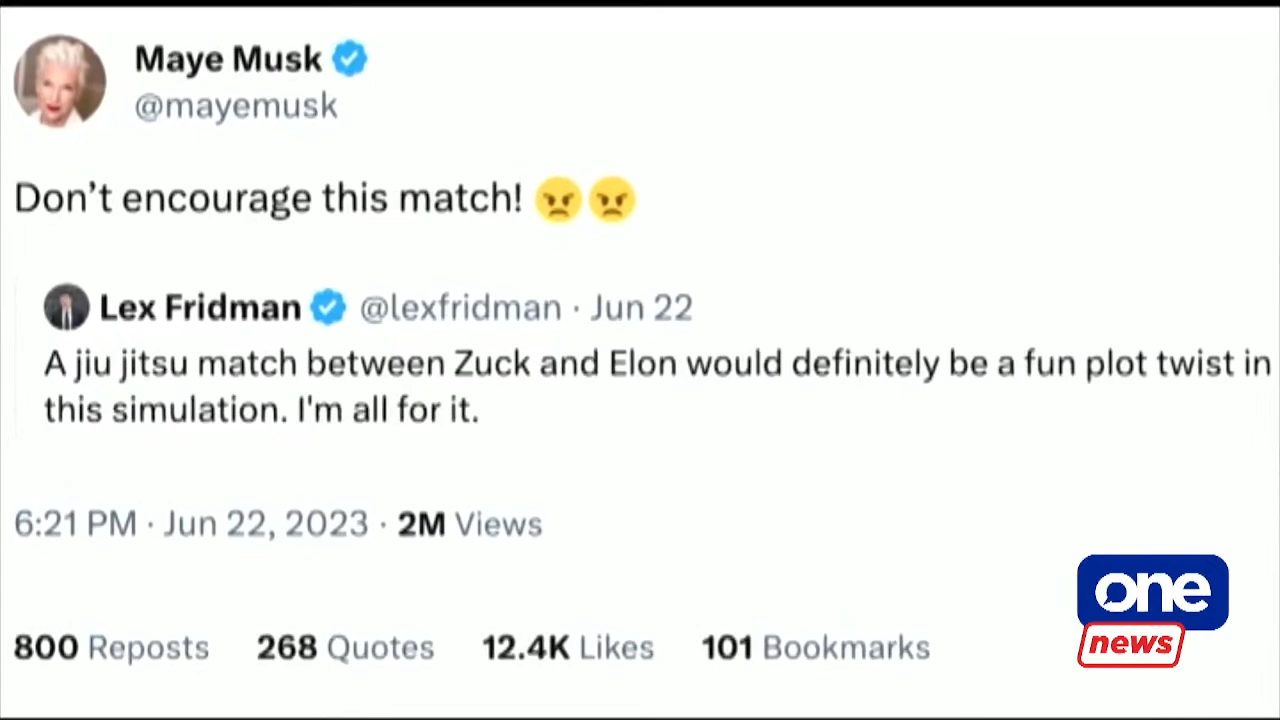 Maye Musk
@mayemusk
Don’t encourage this match! 😠😠
Lex Fridman @lexfridman · Jun 22
A jiu jitsu match between Zuck and Elon would definitely be a fun plot twist in
this simulation. I'm all for it.
6:21 PM · Jun 22, 2023 · 2M Views
800 Reposts 268 Quotes 12.4K Likes 101 Bookmarks
one
news